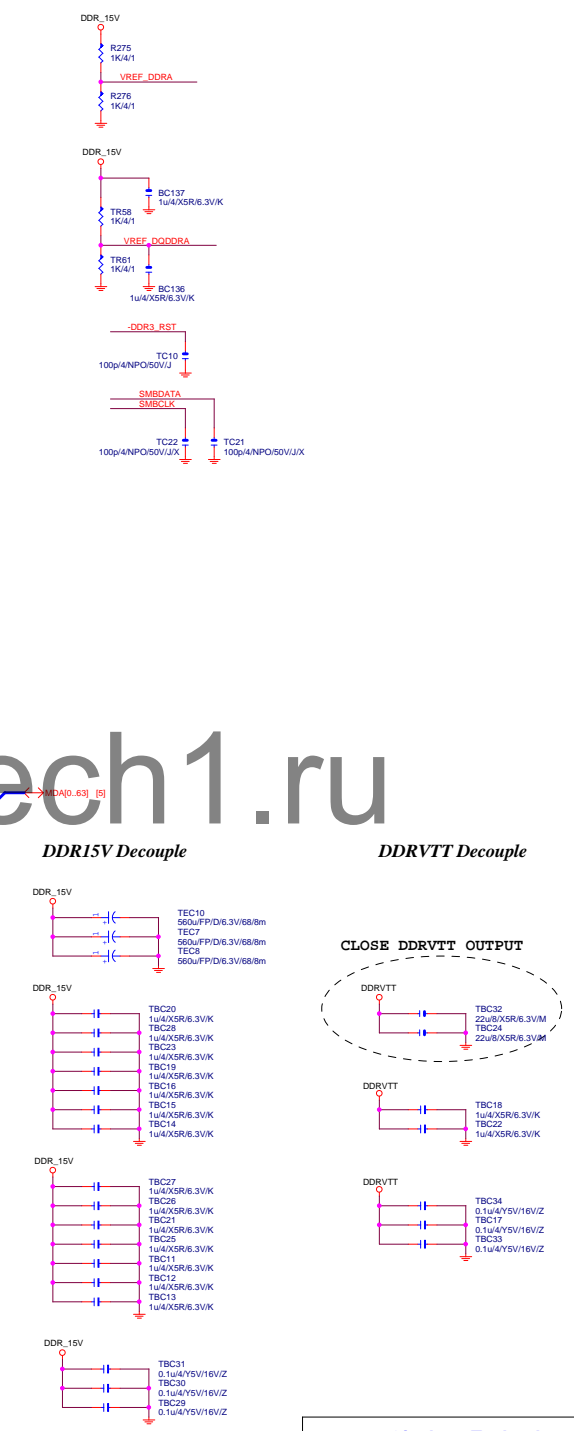 DDR_15V
R275
1K/4/1
VREF_DDRA
R276
1K/4/1
DDR_15V
BC137
1u/4/X5R/6.3V/K
TR58
1K/4/1
VREF_DQDDRA
TR61
1K/4/1
BC136
1u/4/X5R/6.3V/K
-DDR3_RST
TC10
100p/4/NPO/50V/J
SMBDATA
SMBCLK
TC22
100p/4/NPO/50V/J/X
TC21
100p/4/NPO/50V/J/X
ech1.ru
MDA[0..63] [5]
DDR15V Decouple
DDR_15V
1
TEC10
560u/FP/D/6.3V/68/8m
1
TEC7
560u/FP/D/6.3V/68/8m
1
TEC8
560u/FP/D/6.3V/68/8m
DDR_15V
TBC20
1u/4/X5R/6.3V/K
TBC28
1u/4/X5R/6.3V/K
TBC23
1u/4/X5R/6.3V/K
TBC19
1u/4/X5R/6.3V/K
TBC16
1u/4/X5R/6.3V/K
TBC15
1u/4/X5R/6.3V/K
TBC14
1u/4/X5R/6.3V/K
DDR_15V
TBC27
1u/4/X5R/6.3V/K
TBC26
1u/4/X5R/6.3V/K
TBC21
1u/4/X5R/6.3V/K
TBC25
1u/4/X5R/6.3V/K
TBC11
1u/4/X5R/6.3V/K
TBC12
1u/4/X5R/6.3V/K
TBC13
1u/4/X5R/6.3V/K
DDR_15V
TBC31
0.1u/4/Y5V/16V/Z
TBC30
0.1u/4/Y5V/16V/Z
TBC29
0.1u/4/Y5V/16V/Z
DDRVTT Decouple
CLOSE DDRVTT OUTPUT
DDRVTT
TBC32
22u/8/X5R/6.3V/M
TBC24
22u/8/X5R/6.3V/M
DDRVTT
TBC18
1u/4/X5R/6.3V/K
TBC22
1u/4/X5R/6.3V/K
DDRVTT
TBC34
0.1u/4/Y5V/16V/Z
TBC17
0.1u/4/Y5V/16V/Z
TBC33
0.1u/4/Y5V/16V/Z